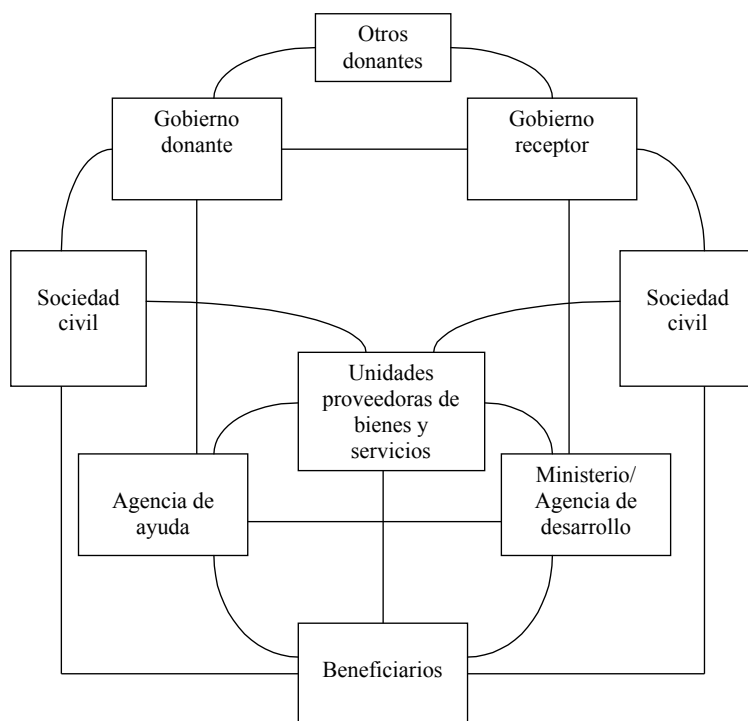 Otros
donantes
Gobierno
donante
Gobierno
receptor
Sociedad
civil
Sociedad
civil
Unidades
proveedoras de
bienes y
servicios
Agencia de
ayuda
Ministerio/
Agencia de
desarrollo
Beneficiarios